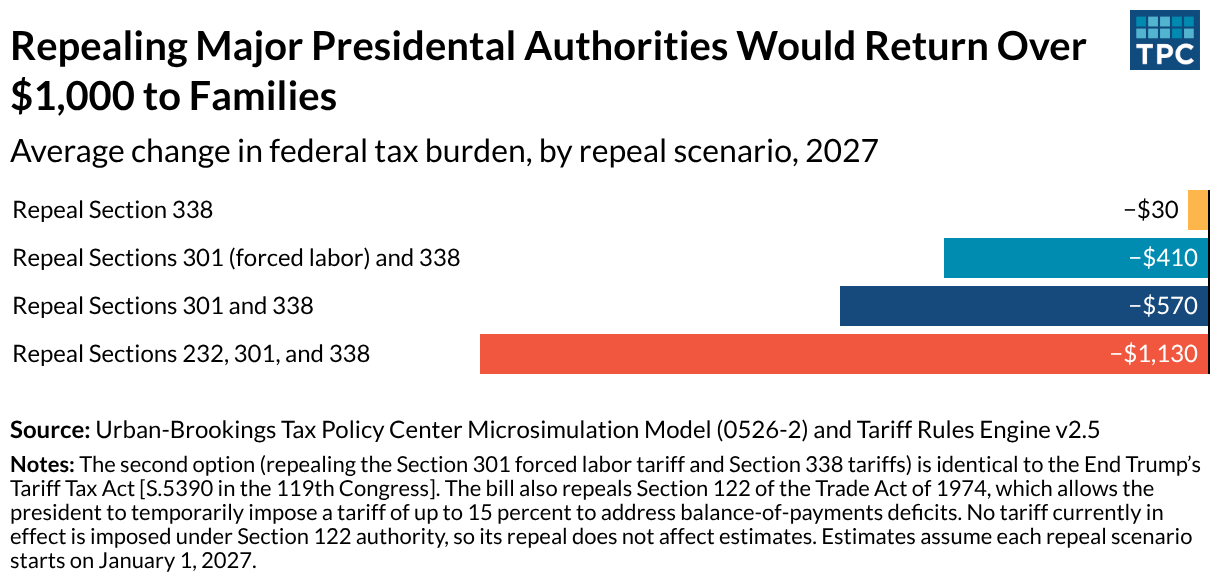 Repealing Major Presidental Authorities Would Return Over
$1,000 to Families
TPC
Average change in federal tax burden, by repeal scenario, 2027
Repeal Section 338 −$30
Repeal Sections 301 (forced labor) and 338 −$410
Repeal Sections 301 and 338 −$570
Repeal Sections 232, 301, and 338 −$1,130
Source: Urban-Brookings Tax Policy Center Microsimulation Model (0526-2) and Tariff Rules Engine v2.5
Notes: The second option (repealing the Section 301 forced labor tariff and Section 338 tariffs) is identical to the End Trump’s
Tariff Tax Act [S.5390 in the 119th Congress]. The bill also repeals Section 122 of the Trade Act of 1974, which allows the
president to temporarily impose a tariff of up to 15 percent to address balance-of-payments deficits. No tariff currently in
effect is imposed under Section 122 authority, so its repeal does not affect estimates. Estimates assume each repeal scenario
starts on January 1, 2027.